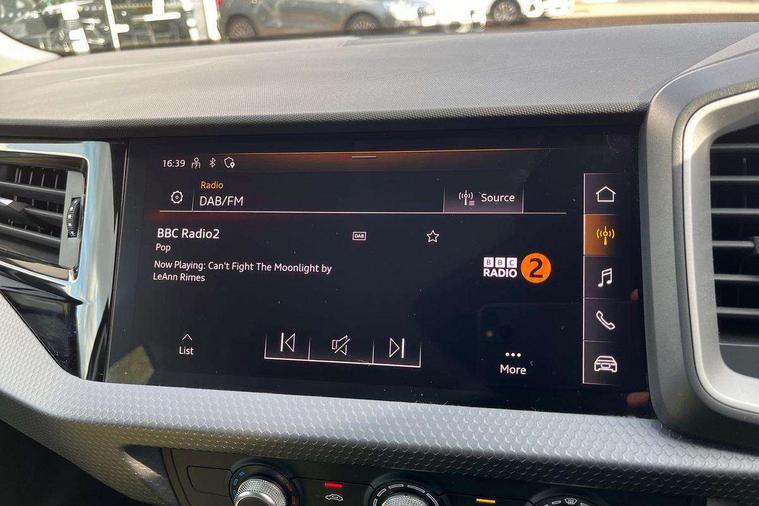 16:39
Radio
DAB/FM
Source
BBC Radio2
DAB
Pop
Now Playing: Can't Fight The Moonlight by
LeAnn Rimes
BBC
RADIO 2
List
More